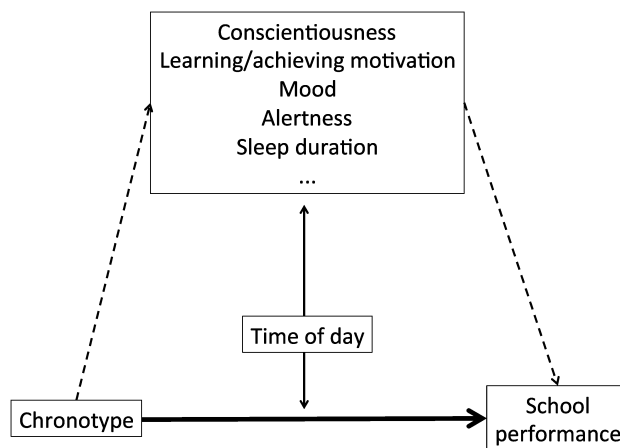 Conscientiousness
Learning/achieving motivation
Mood
Alertness
Sleep duration
...
Time of day
Chronotype
School
performance